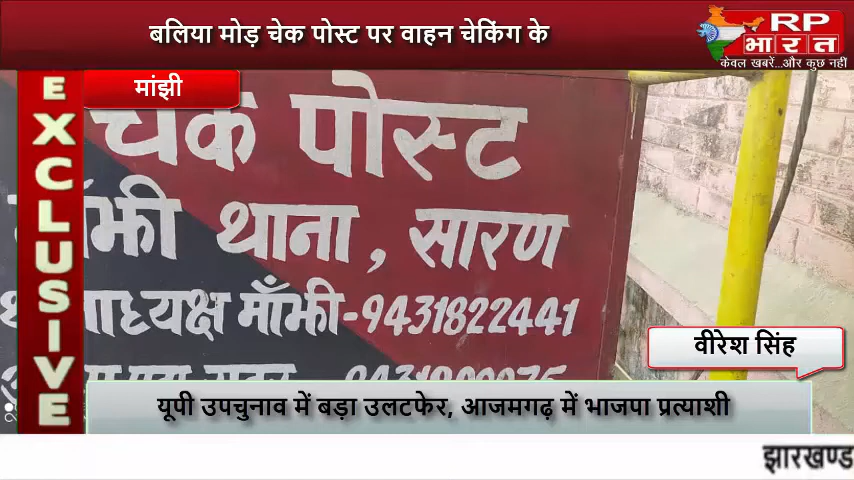 बलिया मोड़ चेक पोस्ट पर वाहन चेकिंग के
RP
भारत
केवल खबरें...और कुछ नहीं
EXCLUSIVE
मांझी
चेक पोस्ट
माँझी थाना, सारण
थानाध्यक्ष माँझी-9431822441
वीरेश सिंह
यूपी उपचुनाव में बड़ा उलटफेर, आजमगढ़ में भाजपा प्रत्याशी
झारखण्ड